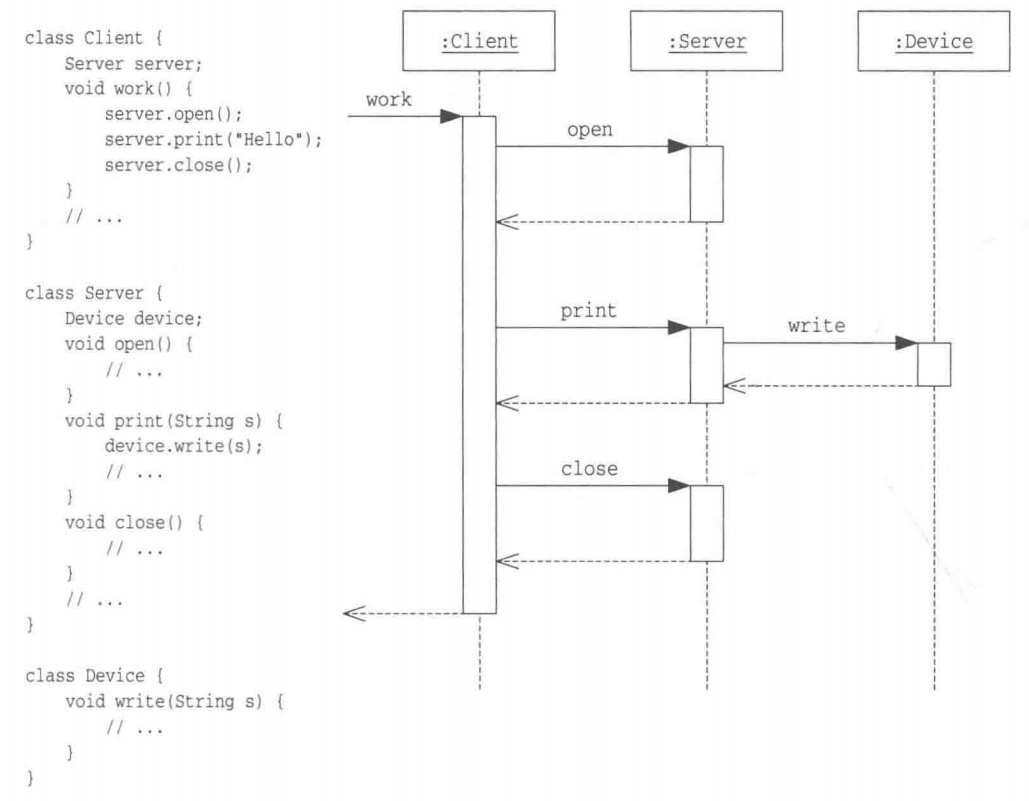 class Client {
    Server server;
    void work() {
        server.open();
        server.print("Hello");
        server.close();
    }
    // ...
}

class Server {
    Device device;
    void open() {
        // ...
    }
    void print(String s) {
        device.write(s);
        // ...
    }
    void close() {
        // ...
    }
    // ...
}

class Device {
    void write(String s) {
        // ...
    }
}
:Client
:Server
:Device
work
open
print
write
close